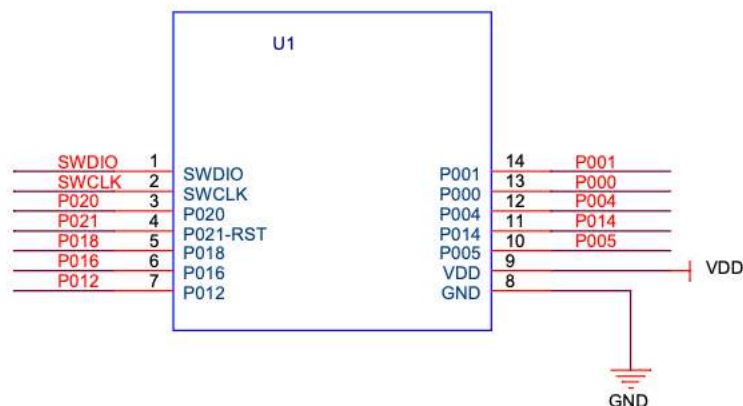 U1
SWDIO 1 SWDIO
SWCLK 2 SWCLK
P020 3 P020
P021 4 P021-RST
P018 5 P018
P016 6 P016
P012 7 P012
P001 14 P001
P000 13 P000
P004 12 P004
P014 11 P014
P005 10 P005
VDD 9 VDD
GND 8
GND